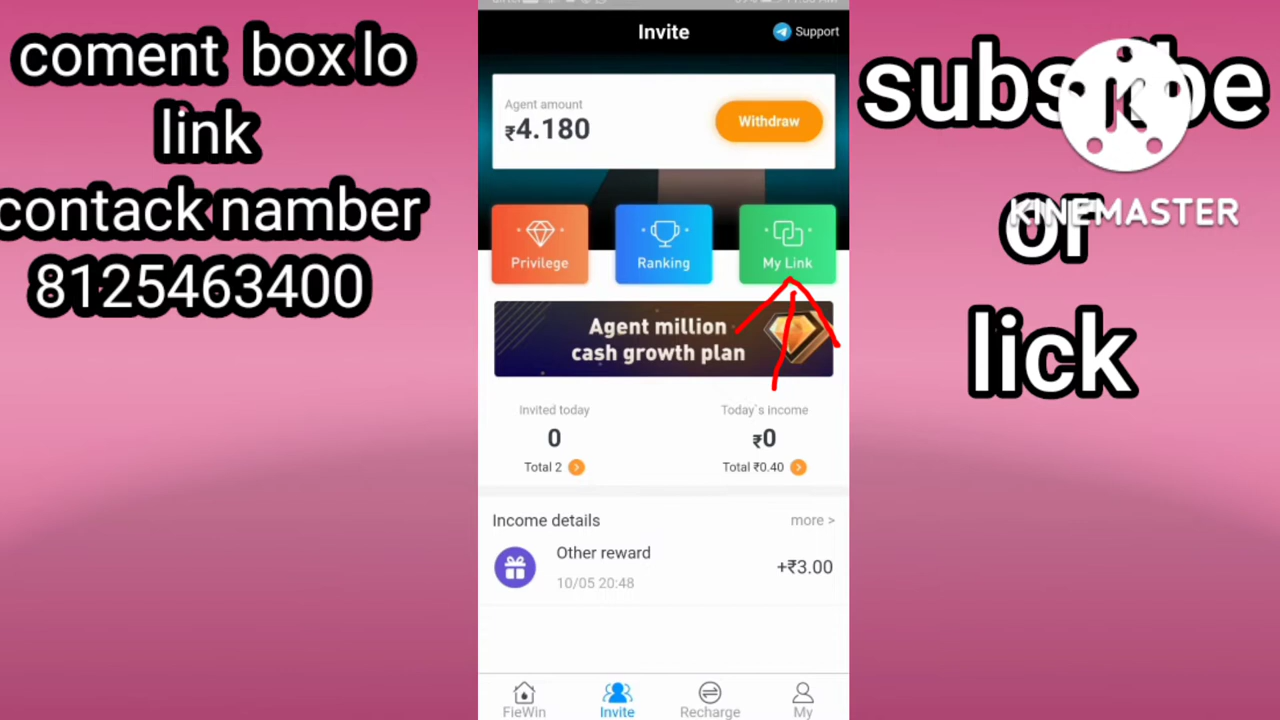 coment box lo
link
contack namber
8125463400
Invite
Support
Agent amount
₹4.180
Withdraw
Privilege
Ranking
My Link
Agent million
cash growth plan
Invited today
0
Total 2
Today's income
₹0
Total ₹0.40
Income details
more >
Other reward
10/05 20:48
+₹3.00
FieWin
Invite
Recharge
My
or
lick
KINEMASTER